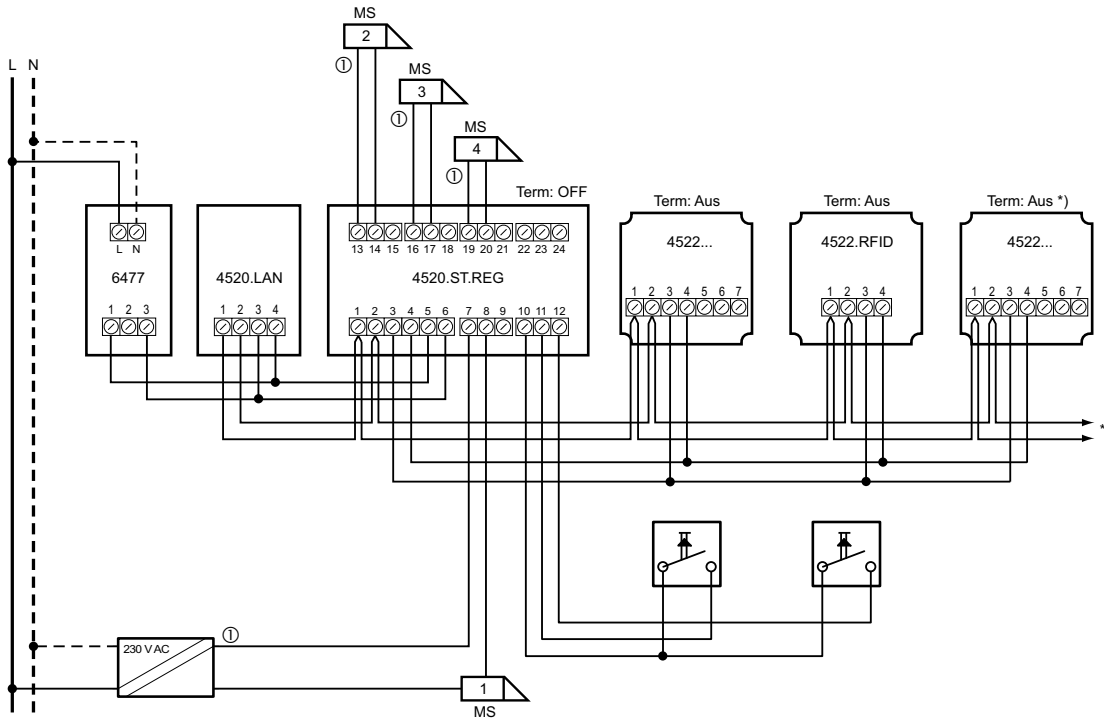 MS
2
①
MS
3
①
MS
4
①
L N
Term: OFF
Term: Aus
Term: Aus
Term: Aus *)
L N
6477
1 2 3
4520.LAN
1 2 3 4
13 14 15 16 17 18 19 20 21 22 23 24
4520.ST.REG
1 2 3 4 5 6 7 8 9 10 11 12
4522...
1 2 3 4 5 6 7
4522.RFID
1 2 3 4
4522...
1 2 3 4 5 6 7
*
230 V AC
①
1
MS